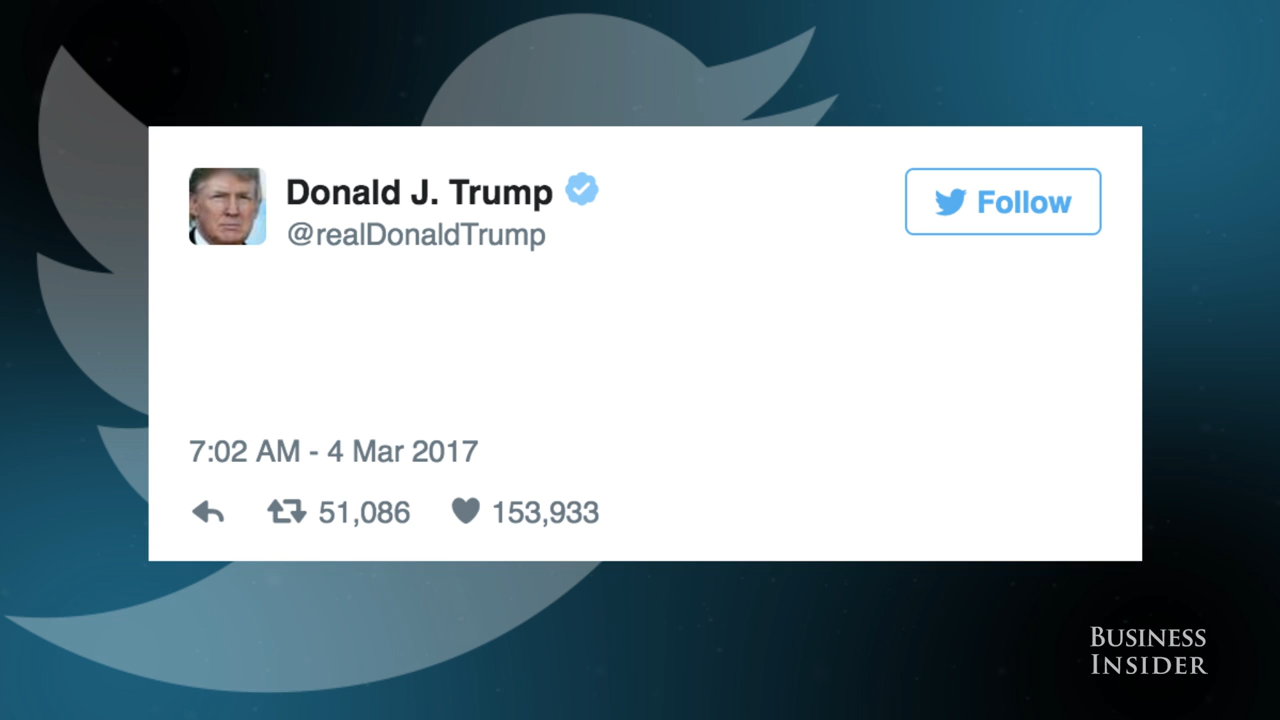 Donald J. Trump
@realDonaldTrump
Follow
7:02 AM - 4 Mar 2017
51,086 153,933
BUSINESS
INSIDER